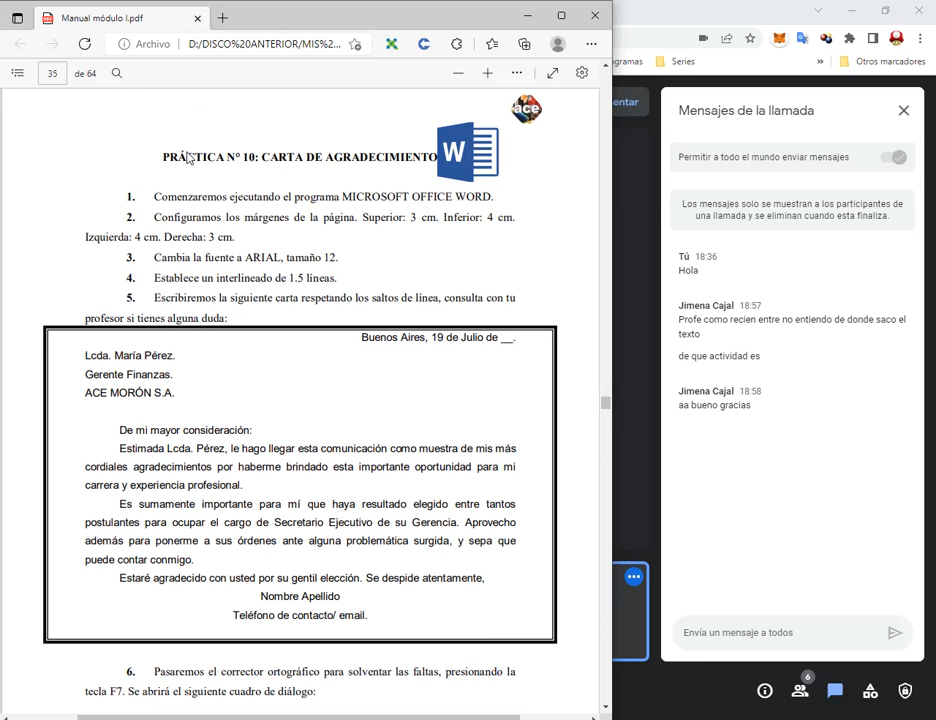 Manual módulo I.pdf
Archivo
D:/DISCO%20ANTERIOR/MIS%2...
35
de 64
ace
W
PRÁCTICA N° 10: CARTA DE AGRADECIMIENTO
1. Comenzaremos ejecutando el programa MICROSOFT OFFICE WORD.
2. Configuramos los márgenes de la página. Superior: 3 cm. Inferior: 4 cm.
Izquierda: 4 cm. Derecha: 3 cm.
3. Cambia la fuente a ARIAL, tamaño 12.
4. Establece un interlineado de 1.5 líneas.
5. Escribiremos la siguiente carta respetando los saltos de línea, consulta con tu
profesor si tienes alguna duda:
Buenos Aires, 19 de Julio de __.
Lcda. María Pérez.
Gerente Finanzas.
ACE MORÓN S.A.
De mi mayor consideración:
Estimada Lcda. Pérez, le hago llegar esta comunicación como muestra de mis más
cordiales agradecimientos por haberme brindado esta importante oportunidad para mi
carrera y experiencia profesional.
Es sumamente importante para mí que haya resultado elegido entre tantos
postulantes para ocupar el cargo de Secretario Ejecutivo de su Gerencia. Aprovecho
además para ponerme a sus órdenes ante alguna problemática surgida, y sepa que
puede contar conmigo.
Estaré agradecido con usted por su gentil elección. Se despide atentamente,
Nombre Apellido
Teléfono de contacto/ email.
6. Pasaremos el corrector ortográfico para solventar las faltas, presionando la
tecla F7. Se abrirá el siguiente cuadro de diálogo:
ogramas
Series
Otros marcadores
entar
Mensajes de la llamada
Permitir a todo el mundo enviar mensajes
Los mensajes solo se muestran a los participantes de
una llamada y se eliminan cuando esta finaliza.
Tú 18:36
Hola
Jimena Cajal 18:57
Profe como recien entre no entiendo de donde saco el
texto
de que actividad es
Jimena Cajal 18:58
aa bueno gracias
Envía un mensaje a todos
6